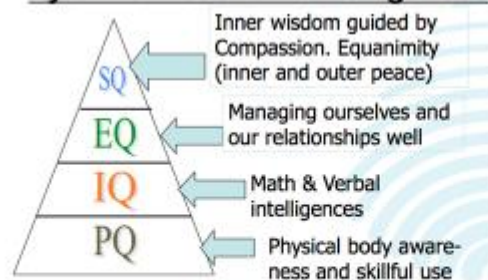 Inner wisdom guided by
Compassion. Equanimity
(inner and outer peace)
SQ
Managing ourselves and
our relationships well
EQ
Math & Verbal
intelligences
IQ
Physical body aware-
ness and skillful use
PQ